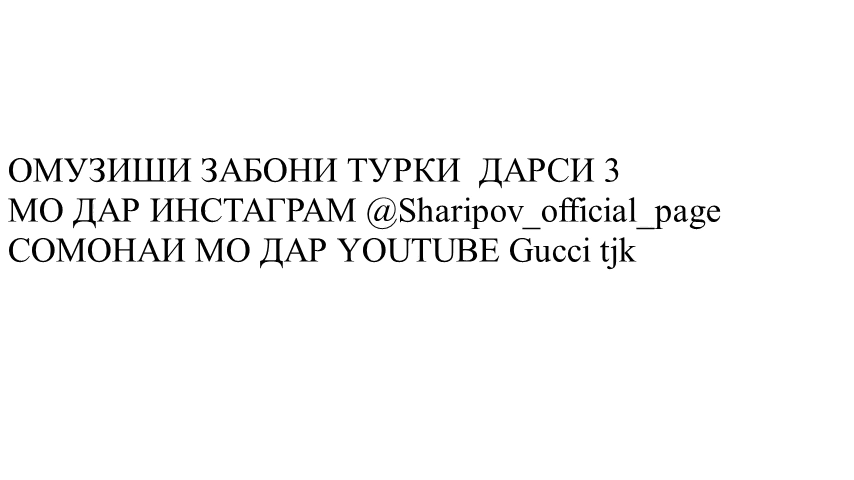 ОМУЗИШИ ЗАБОНИ ТУРКИ  ДАРСИ 3
МО ДАР ИНСТАГРАМ @Sharipov_official_page
СОМОНАИ МО ДАР YOUTUBE Gucci tjk